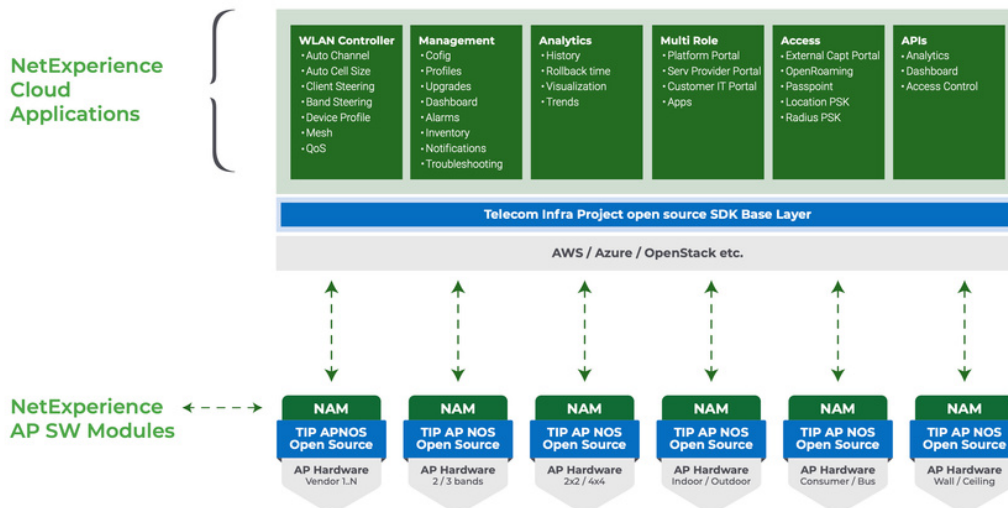 NetExperience
Cloud
Applications
WLAN Controller
• Auto Channel
• Auto Cell Size
• Client Steering
• Band Steering
• Device Profile
• Mesh
• QoS
Management
• Cofig
• Profiles
• Upgrades
• Dashboard
• Alarms
• Inventory
• Notifications
• Troubleshooting
Analytics
• History
• Rollback time
• Visualization
• Trends
Multi Role
• Platform Portal
• Serv Provider Portal
• Customer IT Portal
• Apps
Access
• External Capt Portal
• OpenRoaming
• Passpoint
• Location PSK
• Radius PSK
APIs
• Analytics
• Dashboard
• Access Control
Telecom Infra Project open source SDK Base Layer
AWS / Azure / OpenStack etc.
NetExperience
AP SW Modules
NAM
TIP APNOS
Open Source
AP Hardware
Vendor 1..N
NAM
TIP AP NOS
Open Source
AP Hardware
2 / 3 bands
NAM
TIP AP NOS
Open Source
AP Hardware
2x2 / 4x4
NAM
TIP AP NOS
Open Source
AP Hardware
Indoor / Outdoor
NAM
TIP AP NOS
Open Source
AP Hardware
Consumer / Bus
NAM
TIP AP NOS
Open Source
AP Hardware
Wall / Ceiling